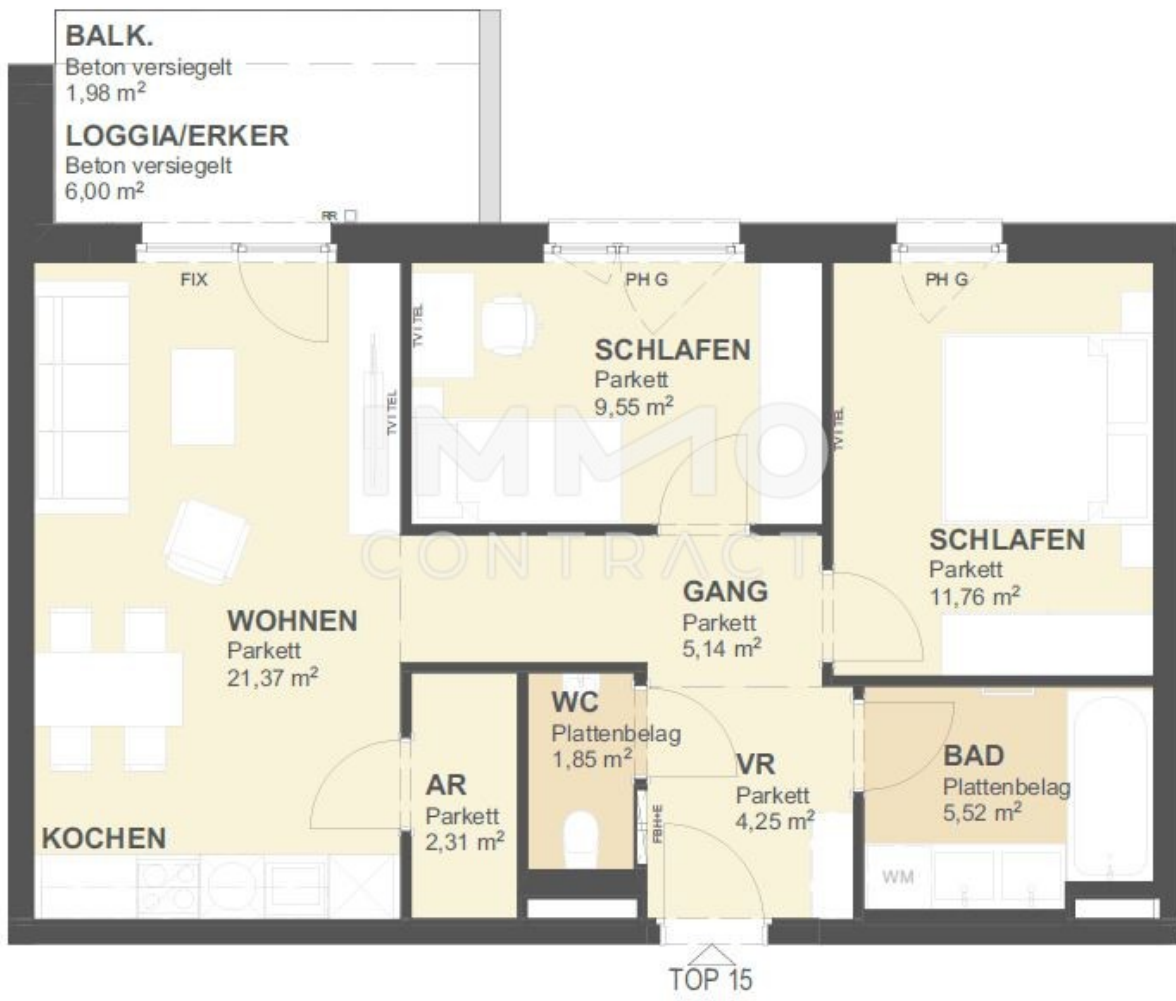 BALK.
Beton versiegelt
1,98 m²
LOGGIA/ERKER
Beton versiegelt
6,00 m²
RR
FIX
PH G
PH G
TV I TEL
TV I TEL
TV I TEL
SCHLAFEN
Parkett
9,55 m²
IMMO
CONTRACT
SCHLAFEN
Parkett
11,76 m²
WOHNEN
Parkett
21,37 m²
GANG
Parkett
5,14 m²
WC
Plattenbelag
1,85 m²
AR
Parkett
2,31 m²
VR
Parkett
4,25 m²
BAD
Plattenbelag
5,52 m²
FBH+E
KOCHEN
WM
TOP 15